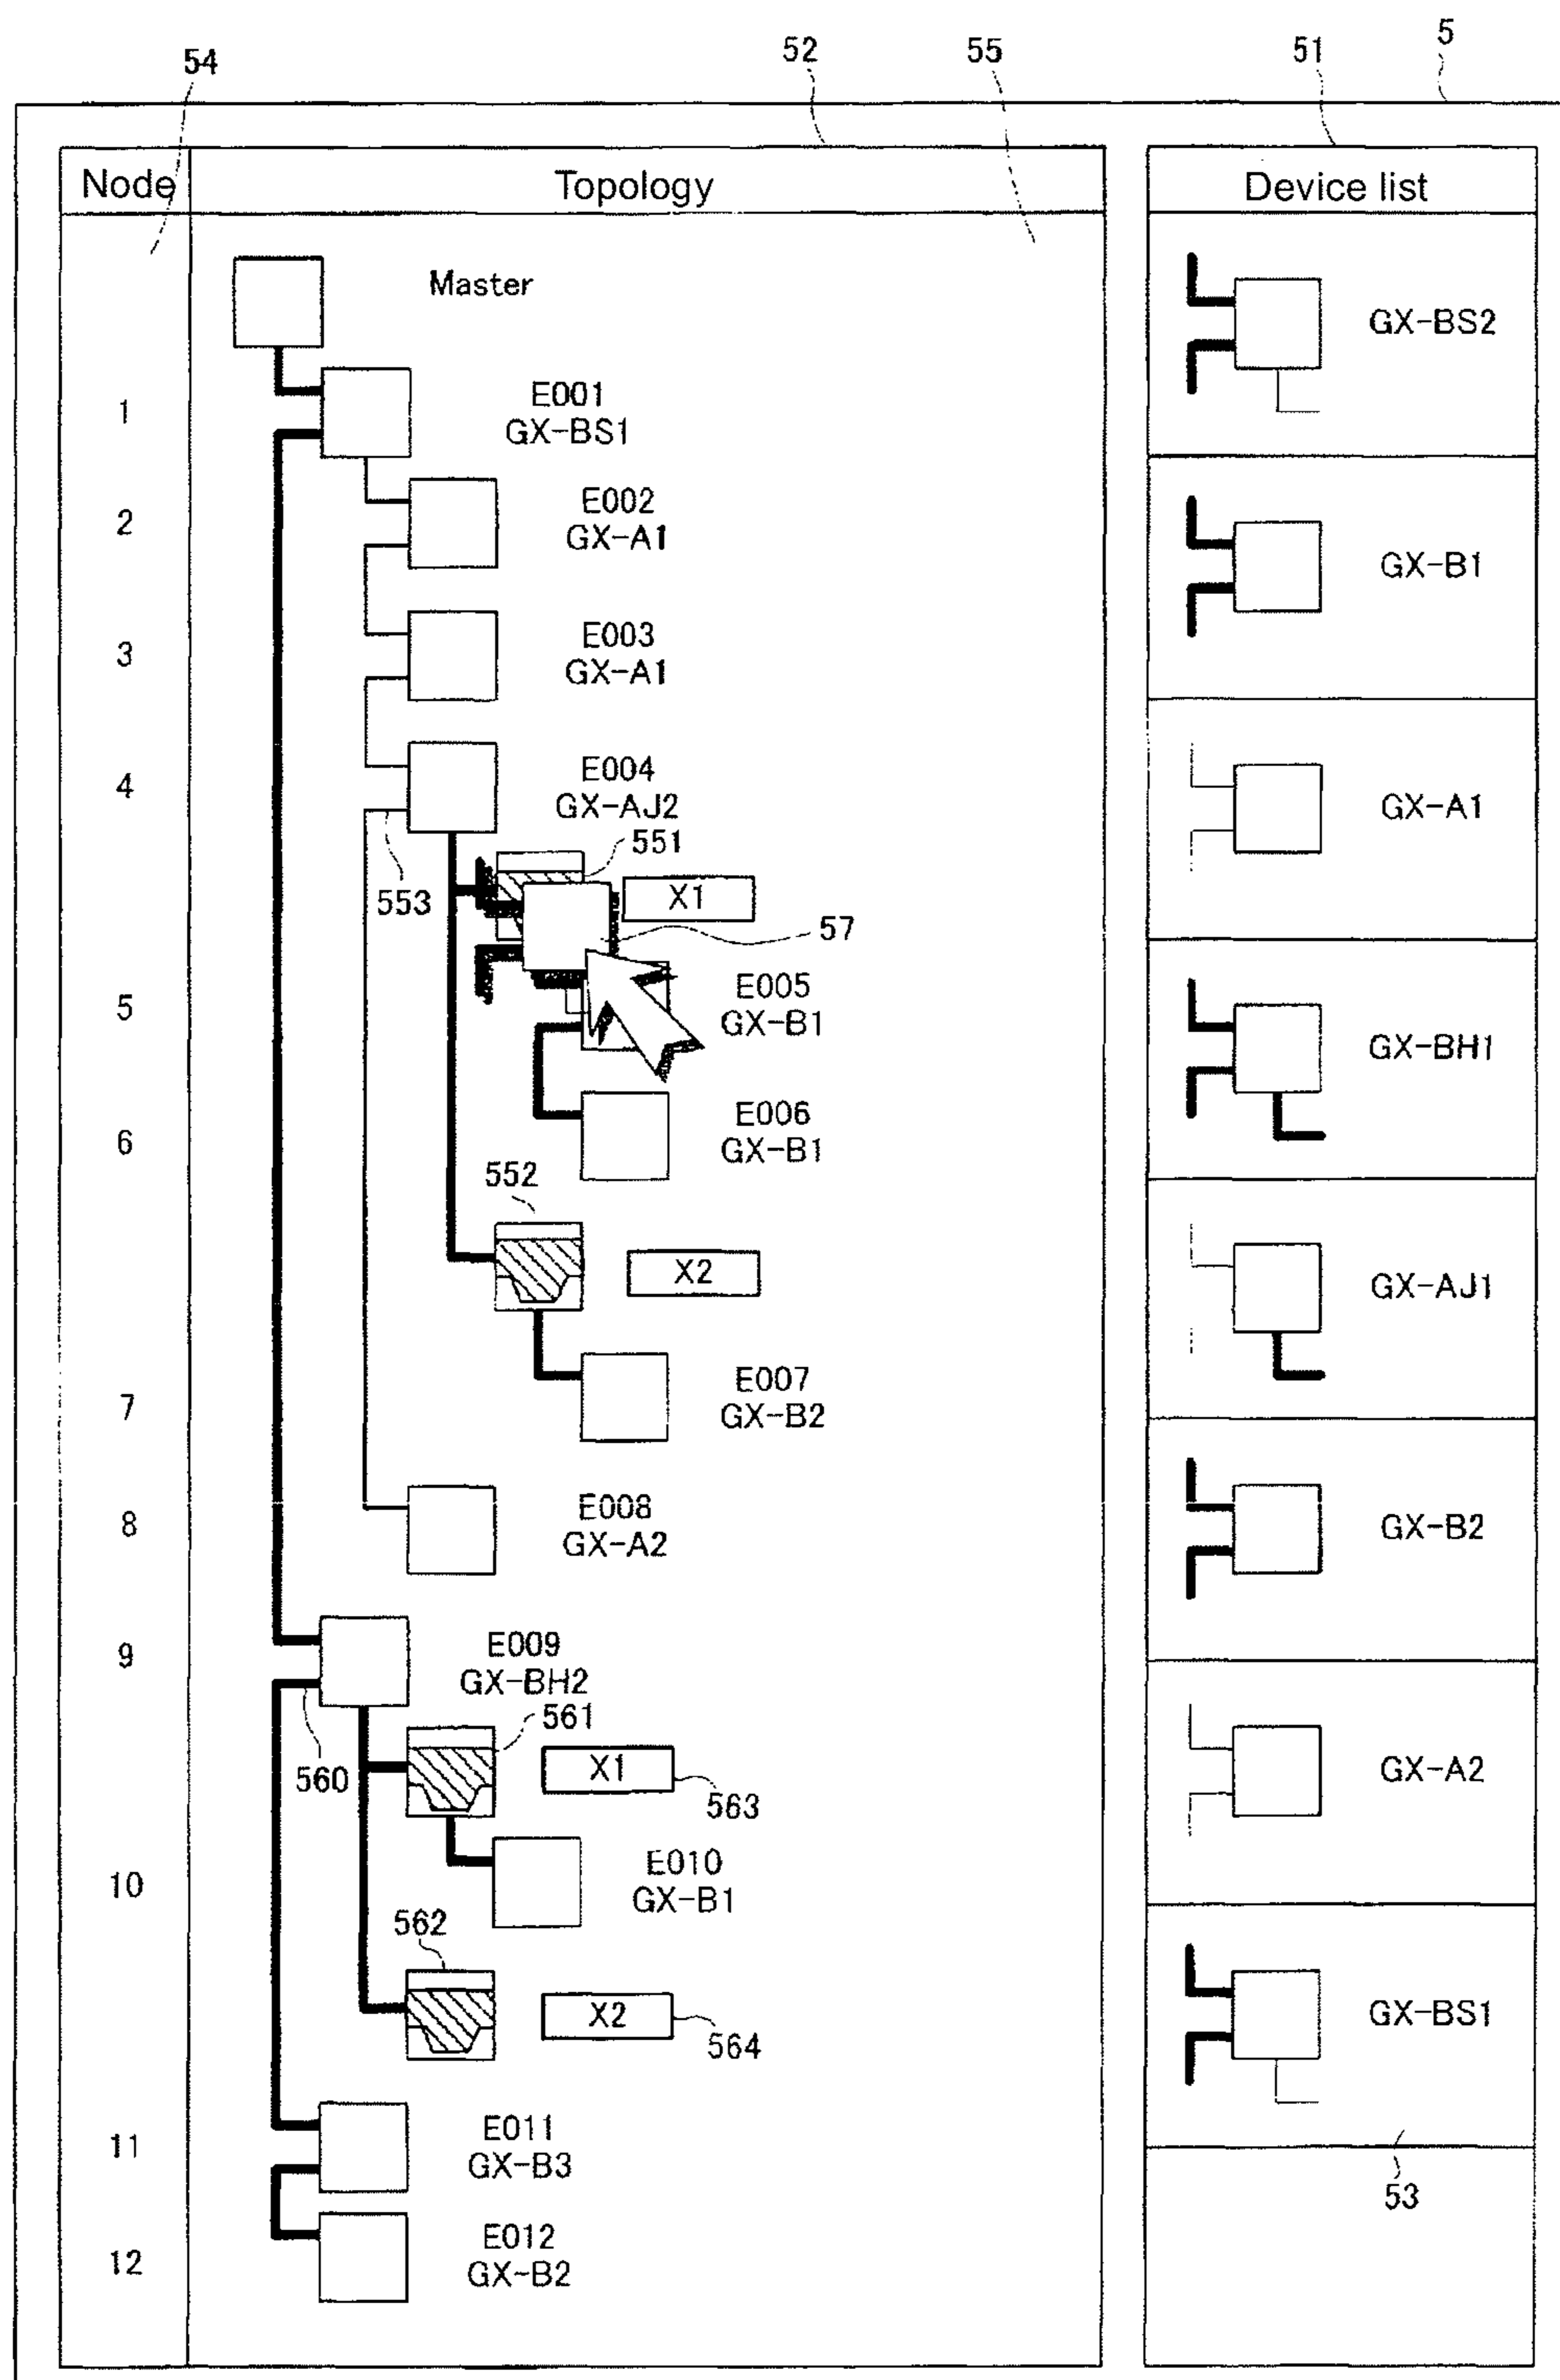 54
52
55
51
5
Node
Topology
Device list
Master
GX-BS2
1
E001
GX-BS1
2
E002
GX-A1
GX-B1
3
E003
GX-A1
4
E004
GX-AJ2
GX-A1
551
553
X1
57
5
E005
GX-B1
GX-BH1
6
E006
GX-B1
552
X2
GX-AJ1
7
E007
GX-B2
8
E008
GX-A2
GX-B2
9
E009
GX-BH2
561
560
X1
563
GX-A2
10
E010
GX-B1
562
X2
564
GX-BS1
11
E011
GX-B3
53
12
E012
GX-B2